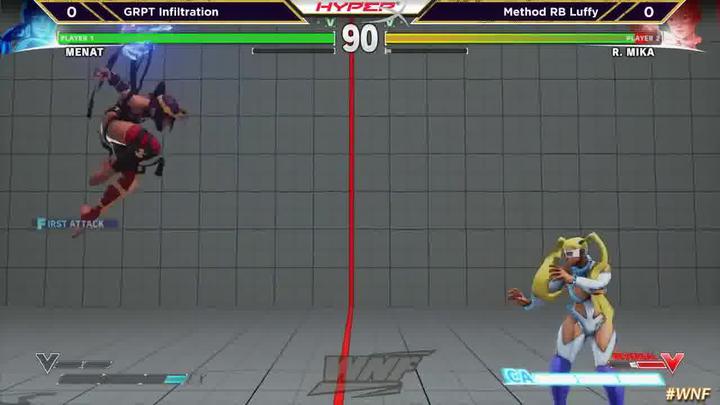 0 GRPT Infiltration HYPER Method RB Luffy 0
PLAYER 1 90 PLAYER 2
MENAT R. MIKA
FIRST ATTACK
V V
CA WNF
#WNF